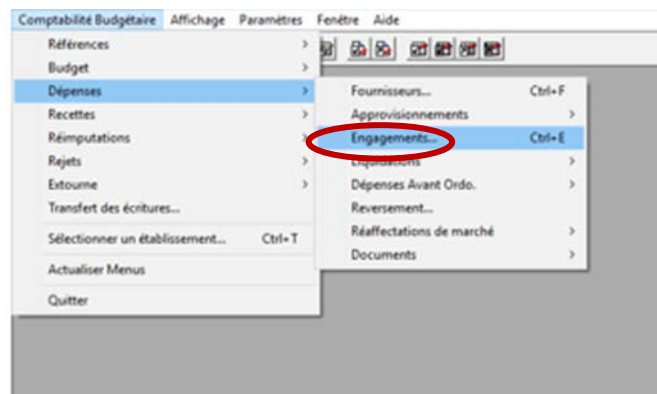 Comptabilité Budgétaire Affichage Paramètres Fenêtre Aide
Références
Budget
Dépenses
Recettes
Réimputations
Rejets
Extourne
Transfert des écritures...
Sélectionner un établissement... Ctrl+T
Actualiser Menus
Quitter
Fournisseurs... Ctrl+F
Approvisionnements
Engagements... Ctrl+E
Liquidations
Dépenses Avant Ordo.
Reversement...
Réaffectations de marché
Documents